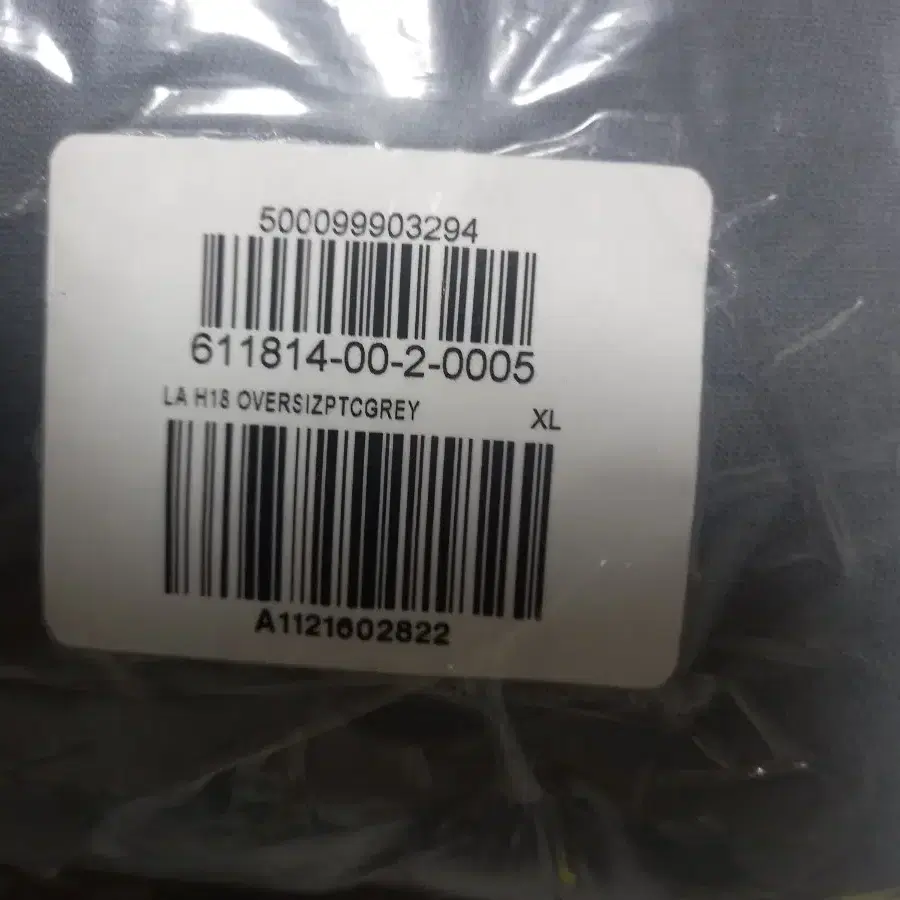 500099903294
611814-00-2-0005
LA H18 OVERSIZPTCGREY XL
A1121602822